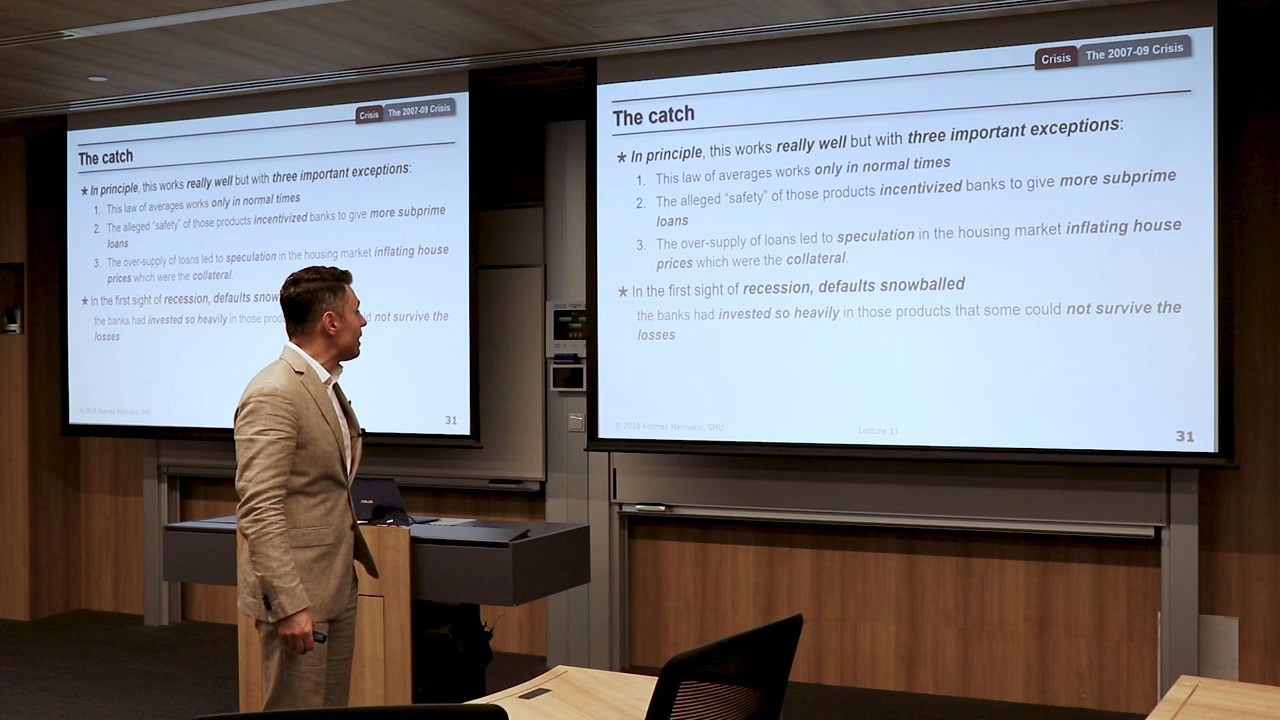 Crisis The 2007-09 Crisis
The catch
★ In principle, this works really well but with three important exceptions:
1. This law of averages works only in normal times
2. The alleged “safety” of those products incentivized banks to give more subprime
loans
3. The over-supply of loans led to speculation in the housing market inflating house
prices which were the collateral.
★ In the first sight of recession, defaults snow
the banks had invested so heavily in those prod
d not survive the
losses
© 2019 Kosmas Marinakis, SMU
31
ASUS
Crisis The 2007-09 Crisis
The catch
★ In principle, this works really well but with three important exceptions:
1. This law of averages works only in normal times
2. The alleged “safety” of those products incentivized banks to give more subprime
loans
3. The over-supply of loans led to speculation in the housing market inflating house
prices which were the collateral.
★ In the first sight of recession, defaults snowballed
the banks had invested so heavily in those products that some could not survive the
losses
© 2019 Kosmas Marinakis, SMU
Lecture 11
31